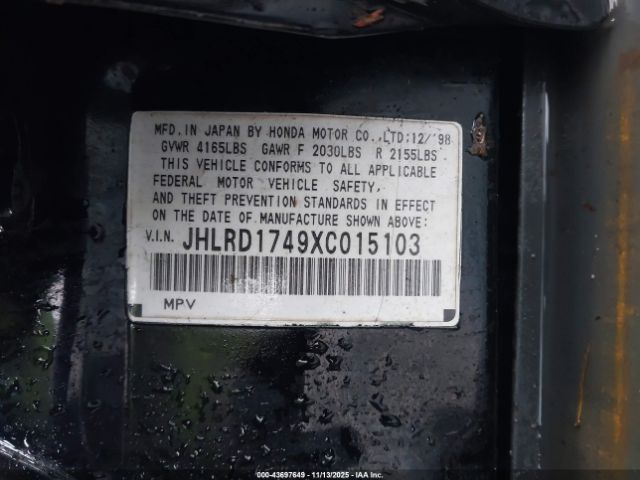 MFD. IN JAPAN BY HONDA MOTOR CO., LTD: 12/'98
GVWR 4165LBS GAWR F 2030LBS R 2155LBS
THIS VEHICLE CONFORMS TO ALL APPLICABLE
FEDERAL MOTOR VEHICLE SAFETY,
AND THEFT PREVENTION STANDARDS IN EFFECT
ON THE DATE OF MANUFACTURE SHOWN ABOVE:
V.I.N. JHLRD1749XC015103
MPV
000-43697649 - 11/13/2025 - IAA Inc.